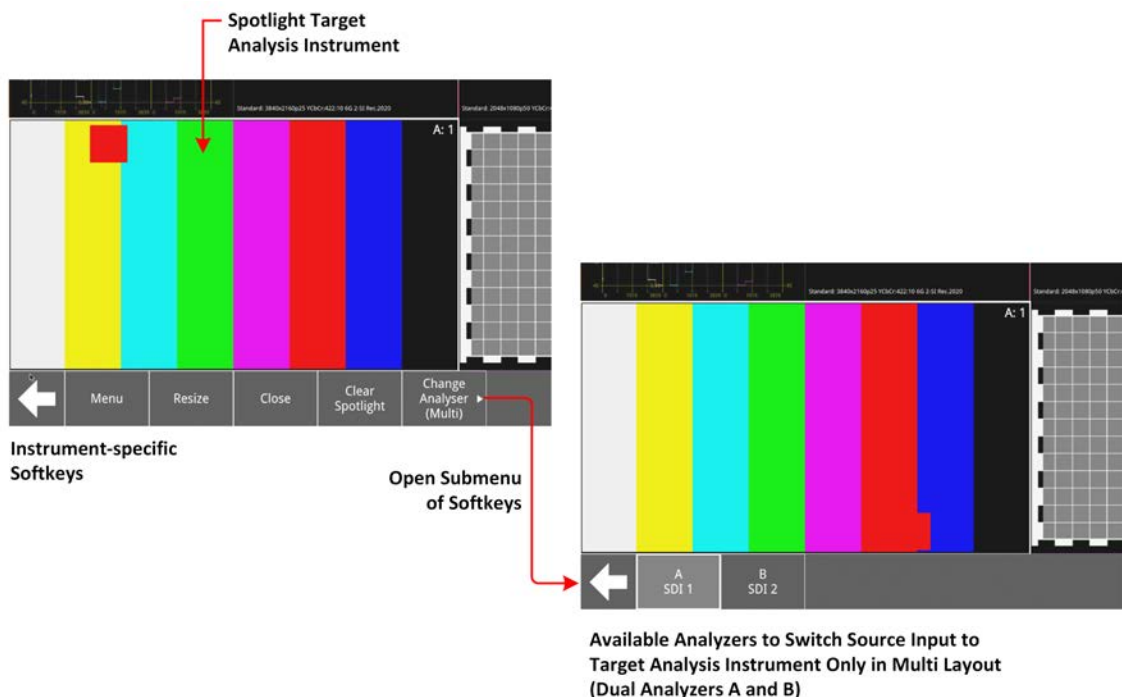 Spotlight Target
Analysis Instrument
Standard: 3840x2160p25 YCbCr:422:10 6G 2-SI Rec.2020
A: 1
Menu
Resize
Close
Clear
Spotlight
Change
Analyser
(Multi)
Instrument-specific
Softkeys
Open Submenu
of Softkeys
Standard: 3840x2160p25 YCbCr:422:10 6G 2-SI Rec.2020
A: 1
A
SDI 1
B
SDI 2
Available Analyzers to Switch Source Input to
Target Analysis Instrument Only in Multi Layout
(Dual Analyzers A and B)